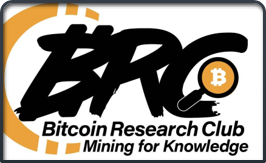 BRC
Bitcoin Research Club
Mining for Knowledge